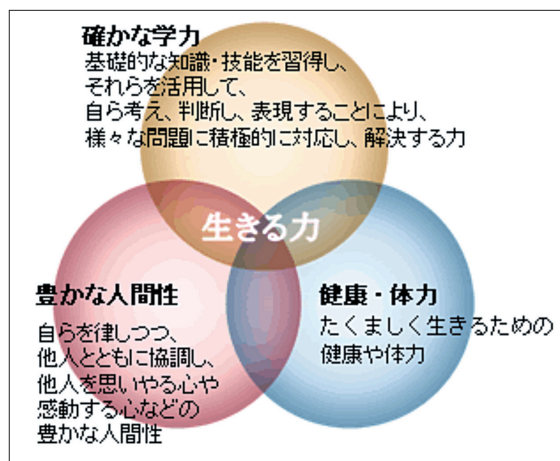 確かな学力
基礎的な知識・技能を習得し、
それらを活用して、
自ら考え、判断し、表現することにより、
様々な問題に積極的に対応し、解決する力
生きる力
豊かな人間性
自らを律しつつ、
他人とともに協調し、
他人を思いやる心や
感動する心などの
豊かな人間性
健康・体力
たくましく生きるための
健康や体力